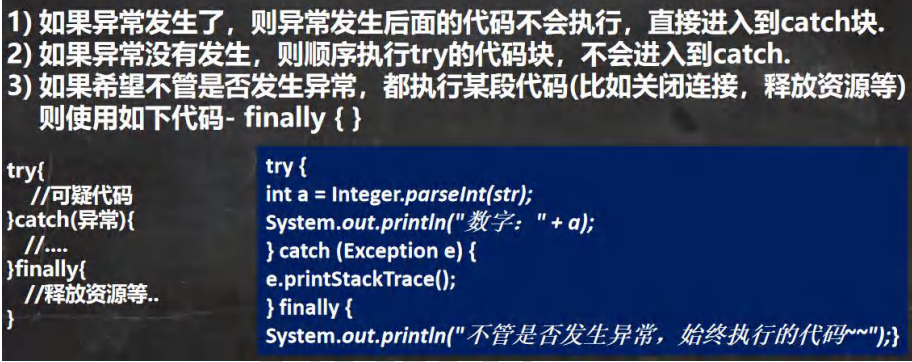 1) 如果异常发生了，则异常发生后面的代码不会执行，直接进入到catch块.
2) 如果异常没有发生，则顺序执行try的代码块，不会进入到catch.
3) 如果希望不管是否发生异常，都执行某段代码(比如关闭连接，释放资源等)
则使用如下代码- finally { }
try{
//可疑代码
}catch(异常){
//....
}finally{
//释放资源等..
}
try {
int a = Integer.parseInt(str);
System.out.println("数字：" + a);
} catch (Exception e) {
e.printStackTrace();
} finally {
System.out.println("不管是否发生异常，始终执行的代码~~");}